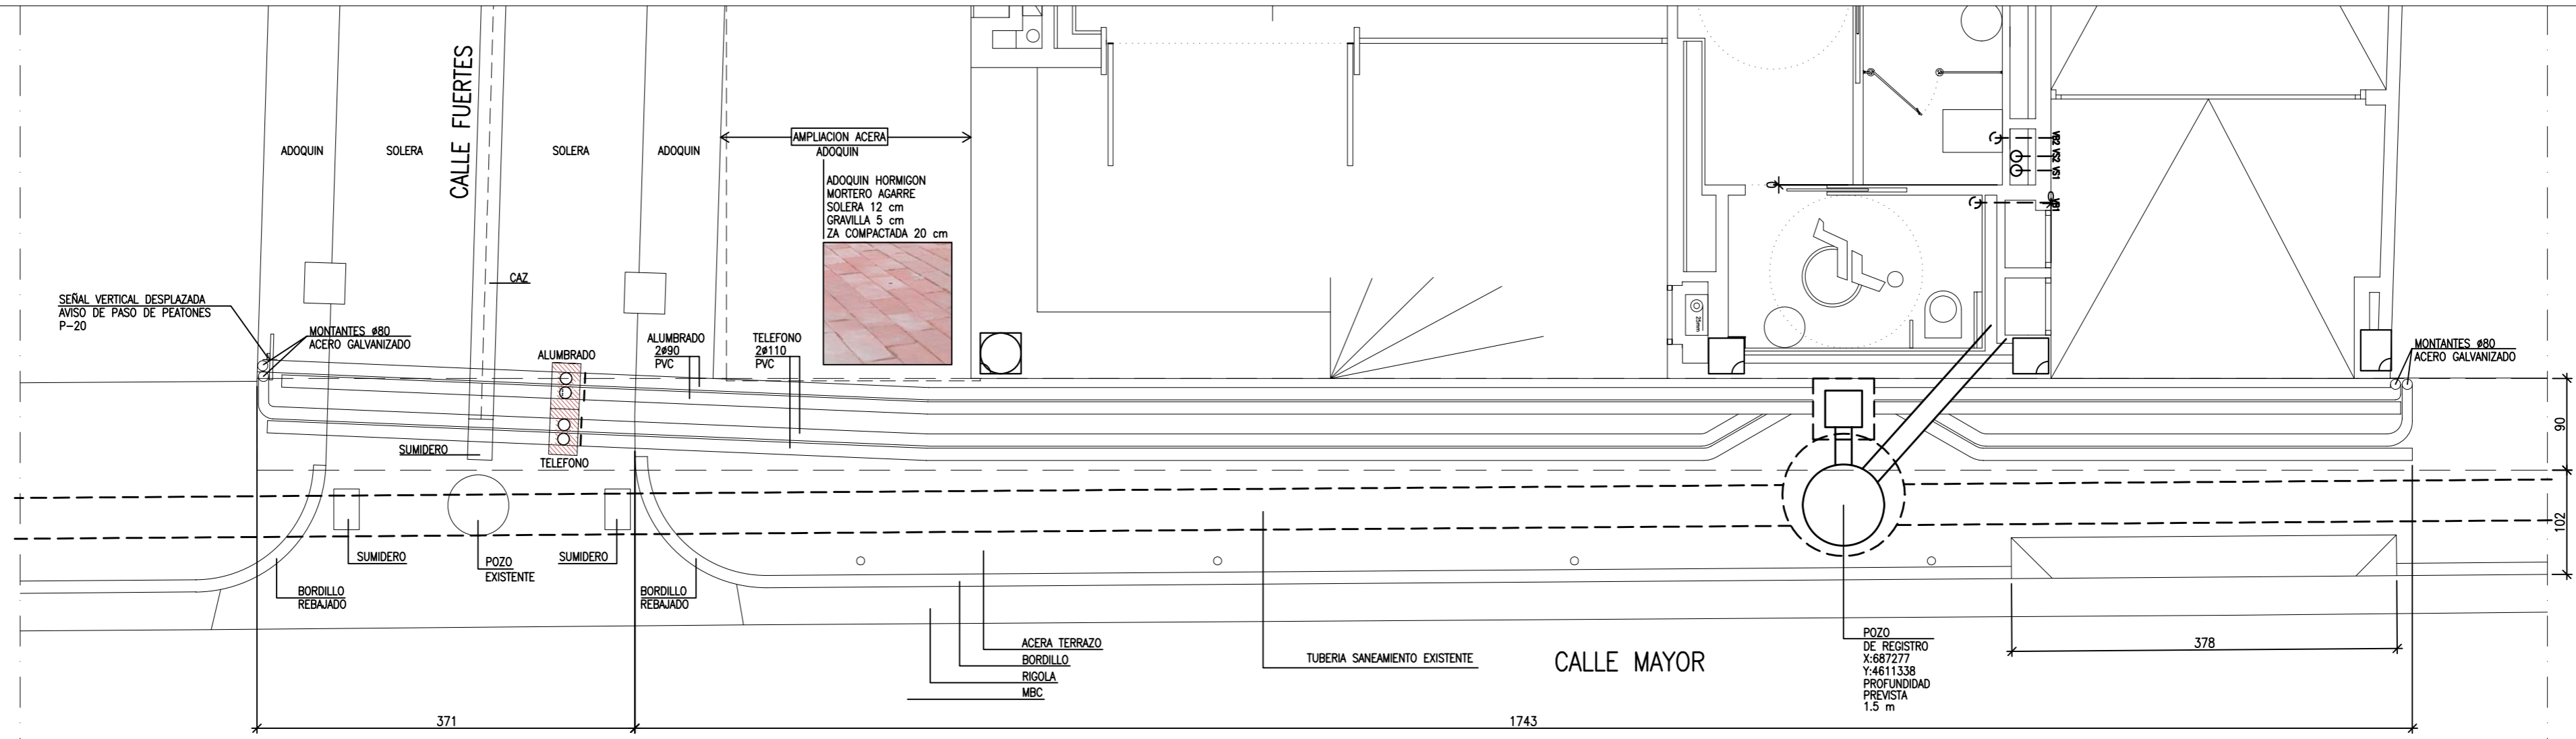 CALLE FUERTES
ADOQUIN
SOLERA
SOLERA
ADOQUIN
AMPLIACION ACERA
ADOQUIN
ADOQUIN HORMIGON
MORTERO AGARRE
SOLERA 12 cm
GRAVILLA 5 cm
ZA COMPACTADA 20 cm
VB2 VS2 VS1
VB1
25mm
CAZ
SEÑAL VERTICAL DESPLAZADA
AVISO DE PASO DE PEATONES
P-20
MONTANTES ø80
ACERO GALVANIZADO
ALUMBRADO
ALUMBRADO
2ø90
PVC
TELEFONO
2ø110
PVC
MONTANTES ø80
ACERO GALVANIZADO
SUMIDERO
TELEFONO
90
102
SUMIDERO
POZO
EXISTENTE
SUMIDERO
BORDILLO
REBAJADO
BORDILLO
REBAJADO
ACERA TERRAZO
BORDILLO
RIGOLA
MBC
TUBERIA SANEAMIENTO EXISTENTE
CALLE MAYOR
POZO
DE REGISTRO
X:687277
Y:4611338
PROFUNDIDAD
PREVISTA
1.5 m
378
371
1743